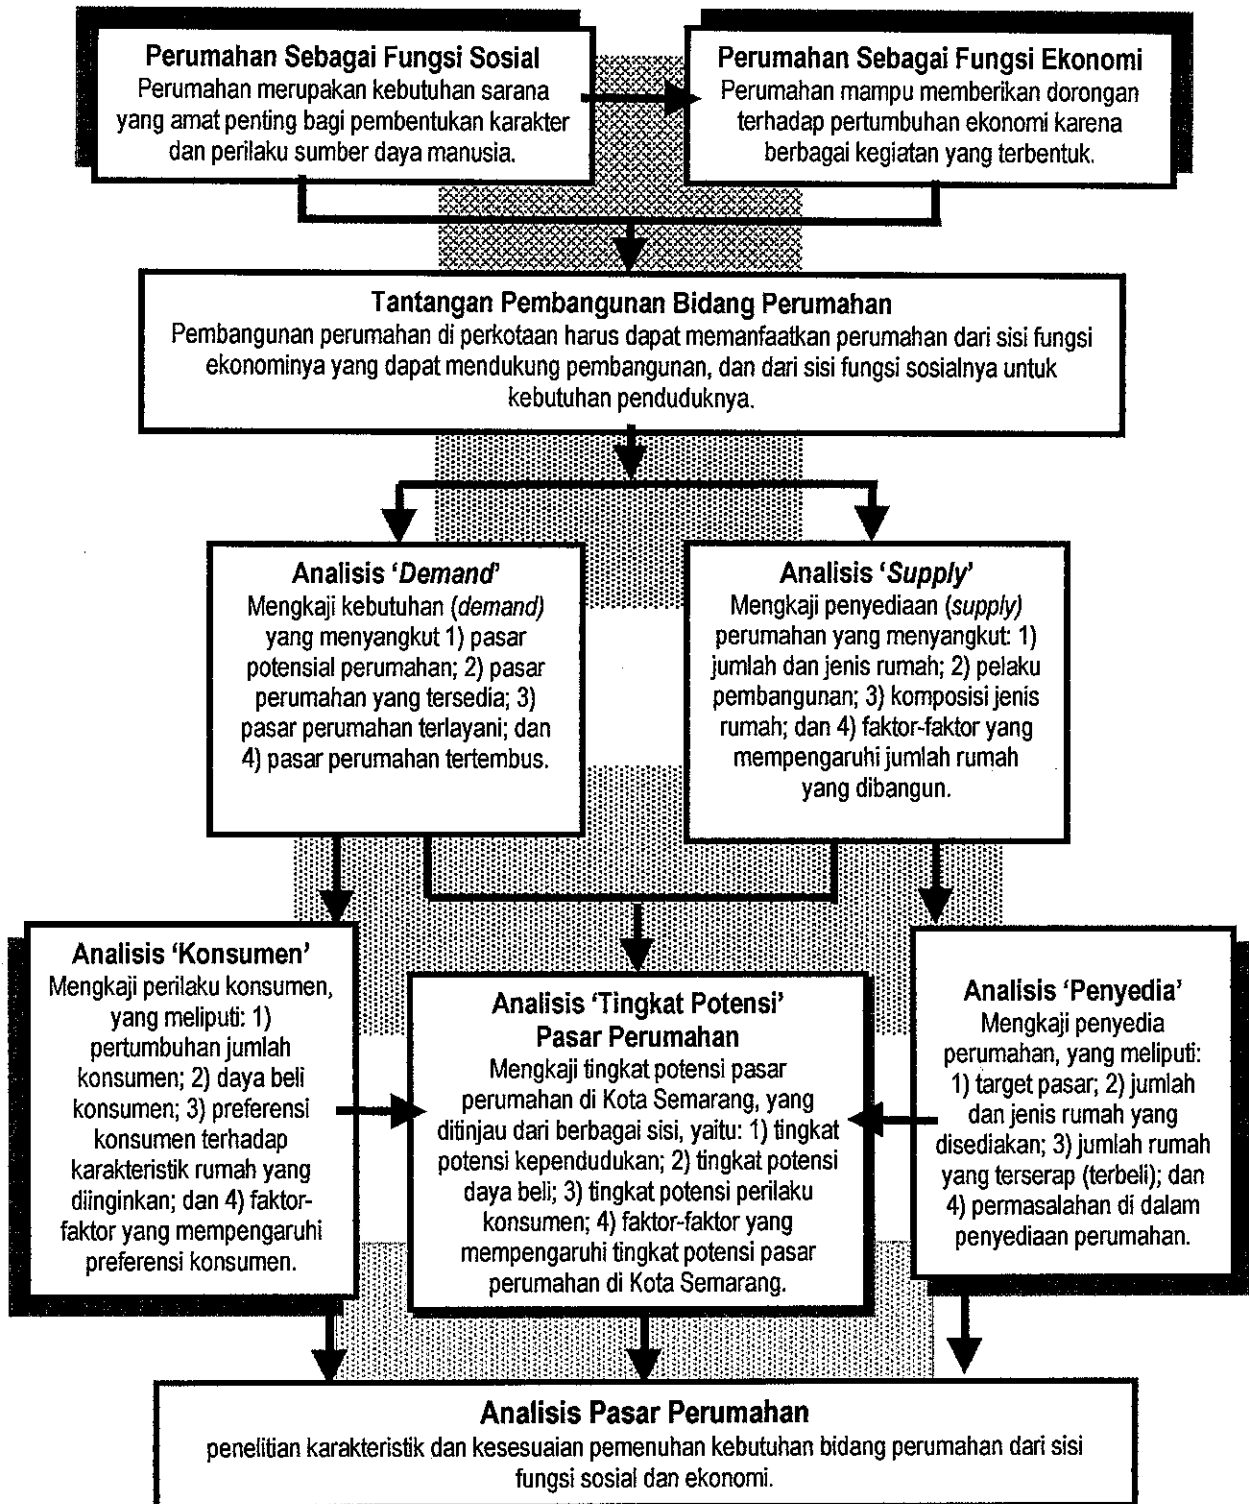 Perumahan Sebagai Fungsi Sosial
Perumahan merupakan kebutuhan sarana
yang amat penting bagi pembentukan karakter
dan perilaku sumber daya manusia.
Perumahan Sebagai Fungsi Ekonomi
Perumahan mampu memberikan dorongan
terhadap pertumbuhan ekonomi karena
berbagai kegiatan yang terbentuk.
Tantangan Pembangunan Bidang Perumahan
Pembangunan perumahan di perkotaan harus dapat memanfaatkan perumahan dari sisi fungsi
ekonominya yang dapat mendukung pembangunan, dan dari sisi fungsi sosialnya untuk
kebutuhan penduduknya.
Analisis ‘Demand’
Mengkaji kebutuhan (demand)
yang menyangkut 1) pasar
potensial perumahan; 2) pasar
perumahan yang tersedia; 3)
pasar perumahan terlayani; dan
4) pasar perumahan tertembus.
Analisis ‘Supply’
Mengkaji penyediaan (supply)
perumahan yang menyangkut: 1)
jumlah dan jenis rumah; 2) pelaku
pembangunan; 3) komposisi jenis
rumah; dan 4) faktor-faktor yang
mempengaruhi jumlah rumah
yang dibangun.
Analisis ‘Konsumen’
Mengkaji perilaku konsumen,
yang meliputi: 1)
pertumbuhan jumlah
konsumen; 2) daya beli
konsumen; 3) preferensi
konsumen terhadap
karakteristik rumah yang
diinginkan; dan 4) faktor-
faktor yang mempengaruhi
preferensi konsumen.
Analisis ‘Tingkat Potensi’
Pasar Perumahan
Mengkaji tingkat potensi pasar
perumahan di Kota Semarang, yang
ditinjau dari berbagai sisi, yaitu: 1) tingkat
potensi kependudukan; 2) tingkat potensi
daya beli; 3) tingkat potensi perilaku
konsumen; 4) faktor-faktor yang
mempengaruhi tingkat potensi pasar
perumahan di Kota Semarang.
Analisis ‘Penyedia’
Mengkaji penyedia
perumahan, yang meliputi:
1) target pasar; 2) jumlah
dan jenis rumah yang
disediakan; 3) jumlah rumah
yang terserap (terbeli); dan
4) permasalahan di dalam
penyediaan perumahan.
Analisis Pasar Perumahan
penelitian karakteristik dan kesesuaian pemenuhan kebutuhan bidang perumahan dari sisi
fungsi sosial dan ekonomi.